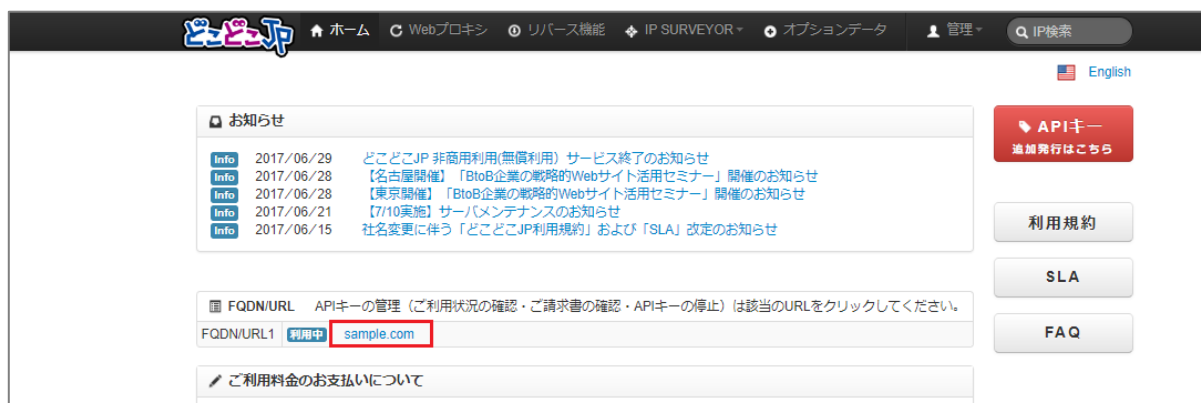 どこどこJP ホーム Webプロキシ リバース機能 IP SURVEYOR オプションデータ 管理 IP検索
English
お知らせ
Info 2017/06/29 どこどこJP 非商用利用(無償利用）サービス終了のお知らせ
Info 2017/06/28 【名古屋開催】「BtoB企業の戦略的Webサイト活用セミナー」開催のお知らせ
Info 2017/06/28 【東京開催】「BtoB企業の戦略的Webサイト活用セミナー」開催のお知らせ
Info 2017/06/21 【7/10実施】サーバメンテナンスのお知らせ
Info 2017/06/15 社名変更に伴う「どこどこJP利用規約」および「SLA」改定のお知らせ
APIキー
追加発行はこちら
利用規約
SLA
FAQ
FQDN/URL APIキーの管理（ご利用状況の確認・ご請求書の確認・APIキーの停止）は該当のURLをクリックしてください。
FQDN/URL1 利用中 sample.com
ご利用料金のお支払いについて